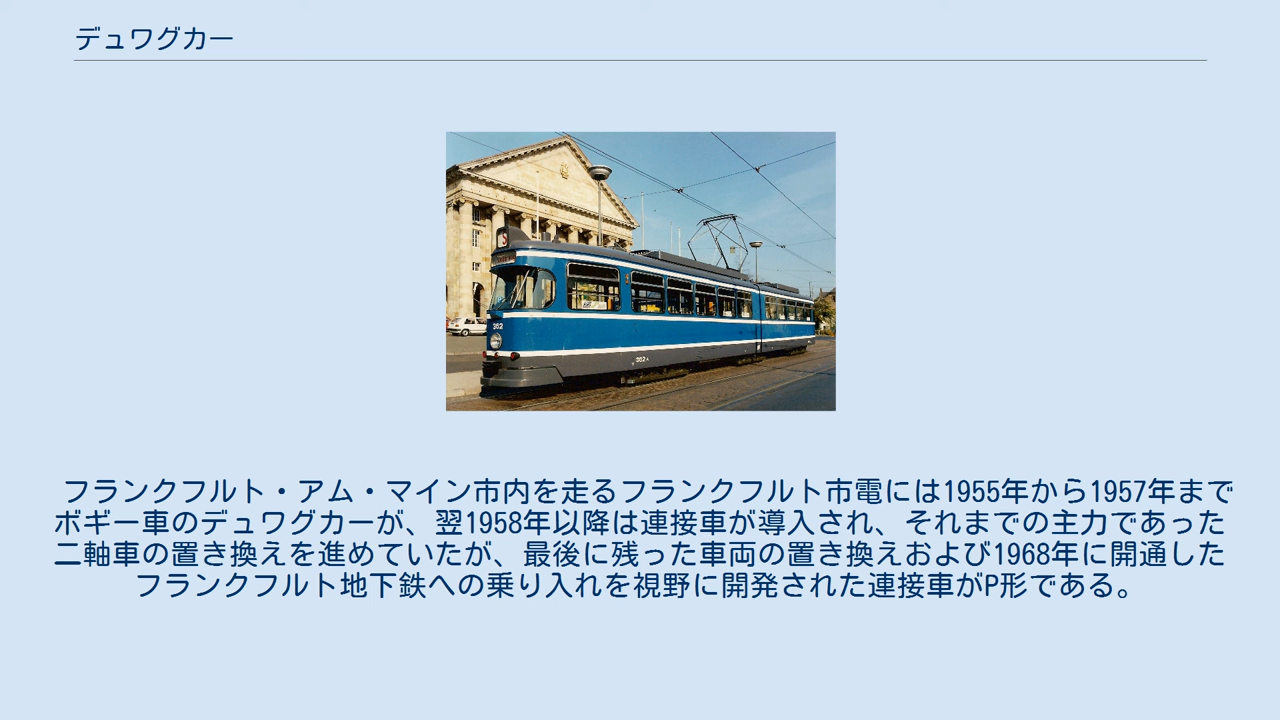 デュワグカー
362
362
フランクフルト・アム・マイン市内を走るフランクフルト市電には1955年から1957年まで
ボギー車のデュワグカーが、翌1958年以降は連接車が導入され、それまでの主力であった
二軸車の置き換えを進めていたが、最後に残った車両の置き換えおよび1968年に開通した
フランクフルト地下鉄への乗り入れを視野に開発された連接車がP形である。